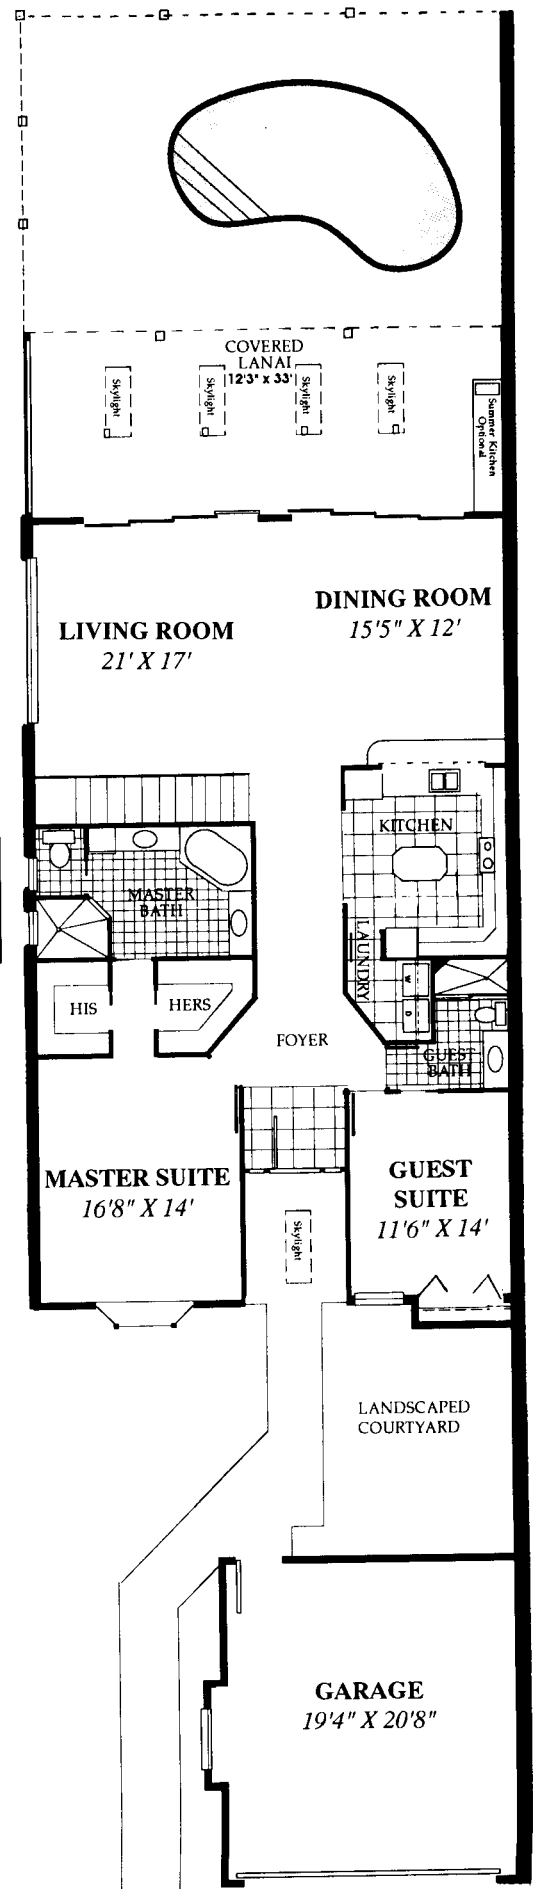 COVERED
LANAI
12'3" x 33'
Skylight
Skylight
Skylight
Skylight
Summer Kitchen
Optional
DINING ROOM
15'5" X 12'
LIVING ROOM
21' X 17'
KITCHEN
MASTER
BATH
LAUNDRY
W
D
HIS
HERS
FOYER
GUEST
BATH
MASTER SUITE
16'8" X 14'
GUEST
SUITE
11'6" X 14'
Skylight
LANDSCAPED
COURTYARD
GARAGE
19'4" X 20'8"